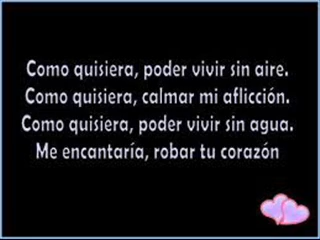 Como quisiera, poder vivir sin aire.
Como quisiera, calmar mi aflicción.
Como quisiera, poder vivir sin agua.
Me encantaría, robar tu corazón